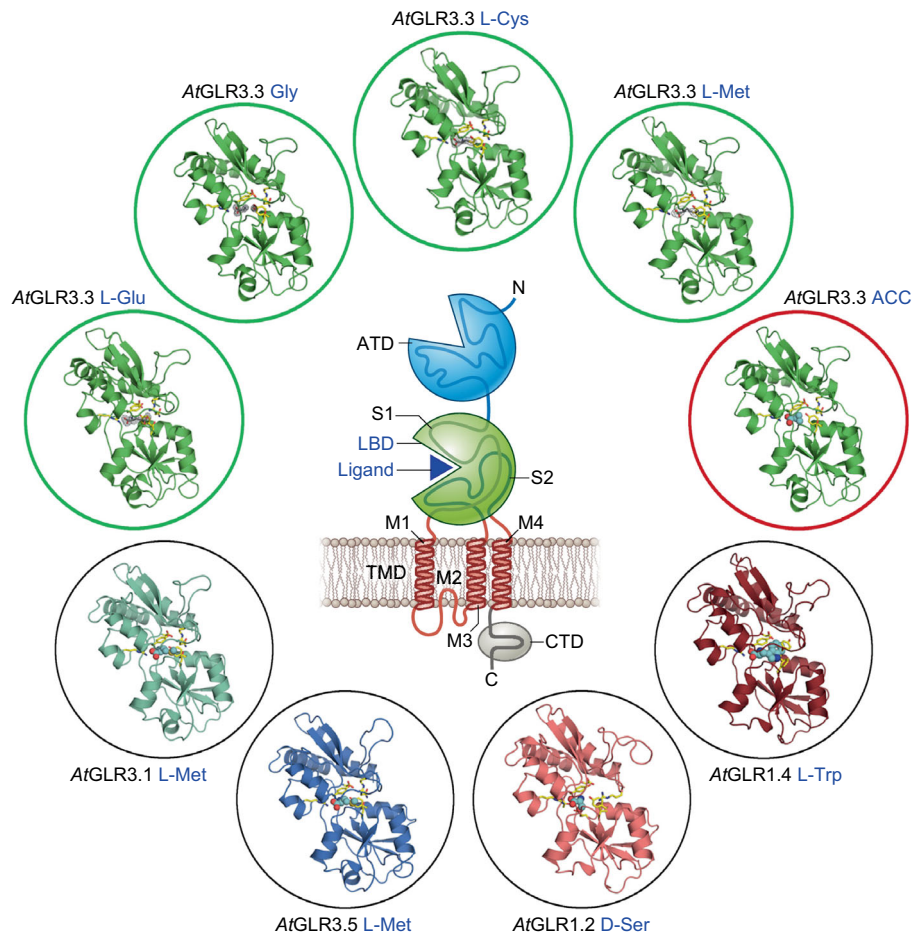 AtGLR3.3 L-Cys
AtGLR3.3 Gly
AtGLR3.3 L-Met
AtGLR3.3 L-Glu
AtGLR3.3 ACC
N
ATD
S1
LBD
Ligand
S2
M1
M4
TMD
M2
M3
CTD
C
AtGLR3.1 L-Met
AtGLR1.4 L-Trp
AtGLR3.5 L-Met
AtGLR1.2 D-Ser